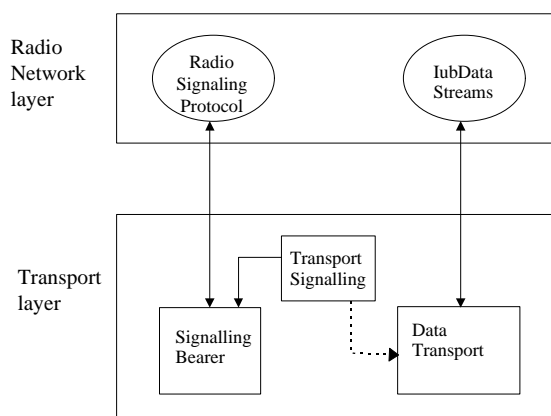 Radio
Network
layer
Radio
Signaling
Protocol
IubData
Streams
Transport
layer
Transport
Signalling
Signalling
Bearer
Data
Transport